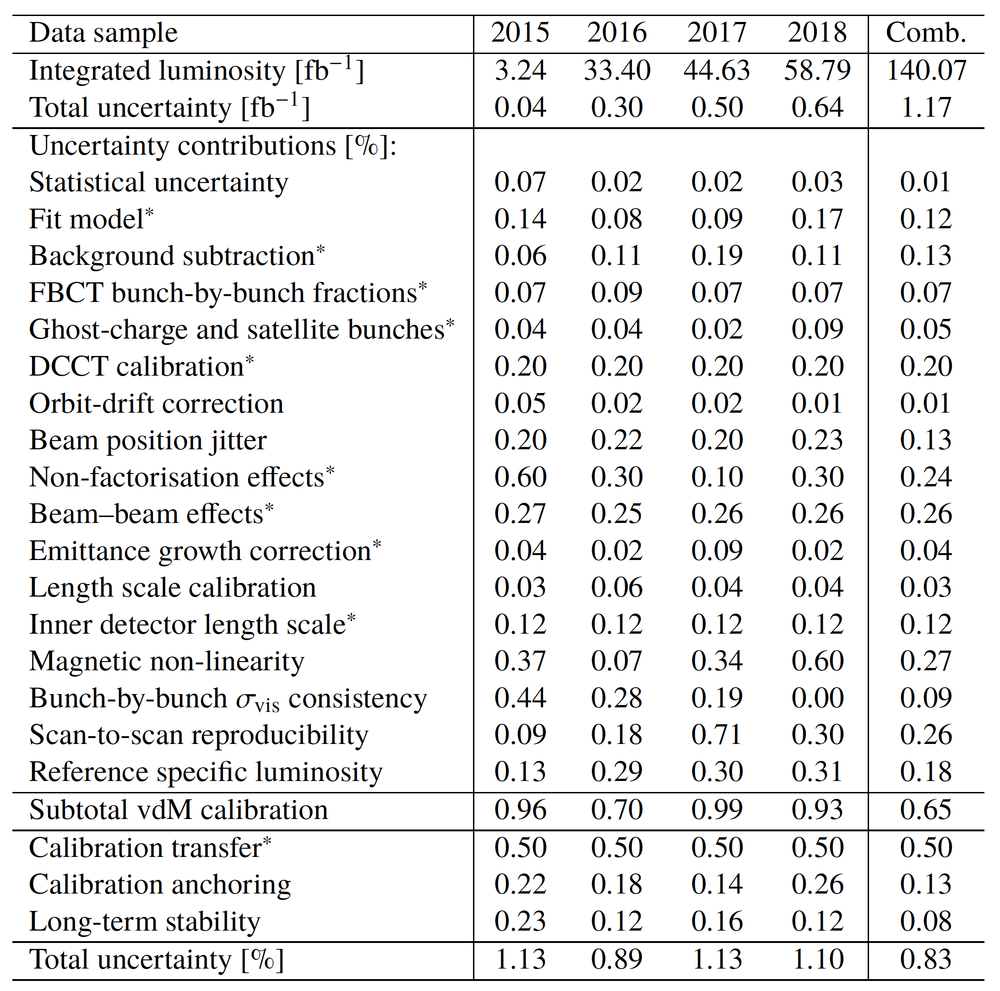 Data sample 2015 2016 2017 2018 Comb.
Integrated luminosity [fb⁻¹] 3.24 33.40 44.63 58.79 140.07
Total uncertainty [fb⁻¹] 0.04 0.30 0.50 0.64 1.17
Uncertainty contributions [%]:
Statistical uncertainty 0.07 0.02 0.02 0.03 0.01
Fit model* 0.14 0.08 0.09 0.17 0.12
Background subtraction* 0.06 0.11 0.19 0.11 0.13
FBCT bunch-by-bunch fractions* 0.07 0.09 0.07 0.07 0.07
Ghost-charge and satellite bunches* 0.04 0.04 0.02 0.09 0.05
DCCT calibration* 0.20 0.20 0.20 0.20 0.20
Orbit-drift correction 0.05 0.02 0.02 0.01 0.01
Beam position jitter 0.20 0.22 0.20 0.23 0.13
Non-factorisation effects* 0.60 0.30 0.10 0.30 0.24
Beam–beam effects* 0.27 0.25 0.26 0.26 0.26
Emittance growth correction* 0.04 0.02 0.09 0.02 0.04
Length scale calibration 0.03 0.06 0.04 0.04 0.03
Inner detector length scale* 0.12 0.12 0.12 0.12 0.12
Magnetic non-linearity 0.37 0.07 0.34 0.60 0.27
Bunch-by-bunch σ_vis consistency 0.44 0.28 0.19 0.00 0.09
Scan-to-scan reproducibility 0.09 0.18 0.71 0.30 0.26
Reference specific luminosity 0.13 0.29 0.30 0.31 0.18
Subtotal vdM calibration 0.96 0.70 0.99 0.93 0.65
Calibration transfer* 0.50 0.50 0.50 0.50 0.50
Calibration anchoring 0.22 0.18 0.14 0.26 0.13
Long-term stability 0.23 0.12 0.16 0.12 0.08
Total uncertainty [%] 1.13 0.89 1.13 1.10 0.83